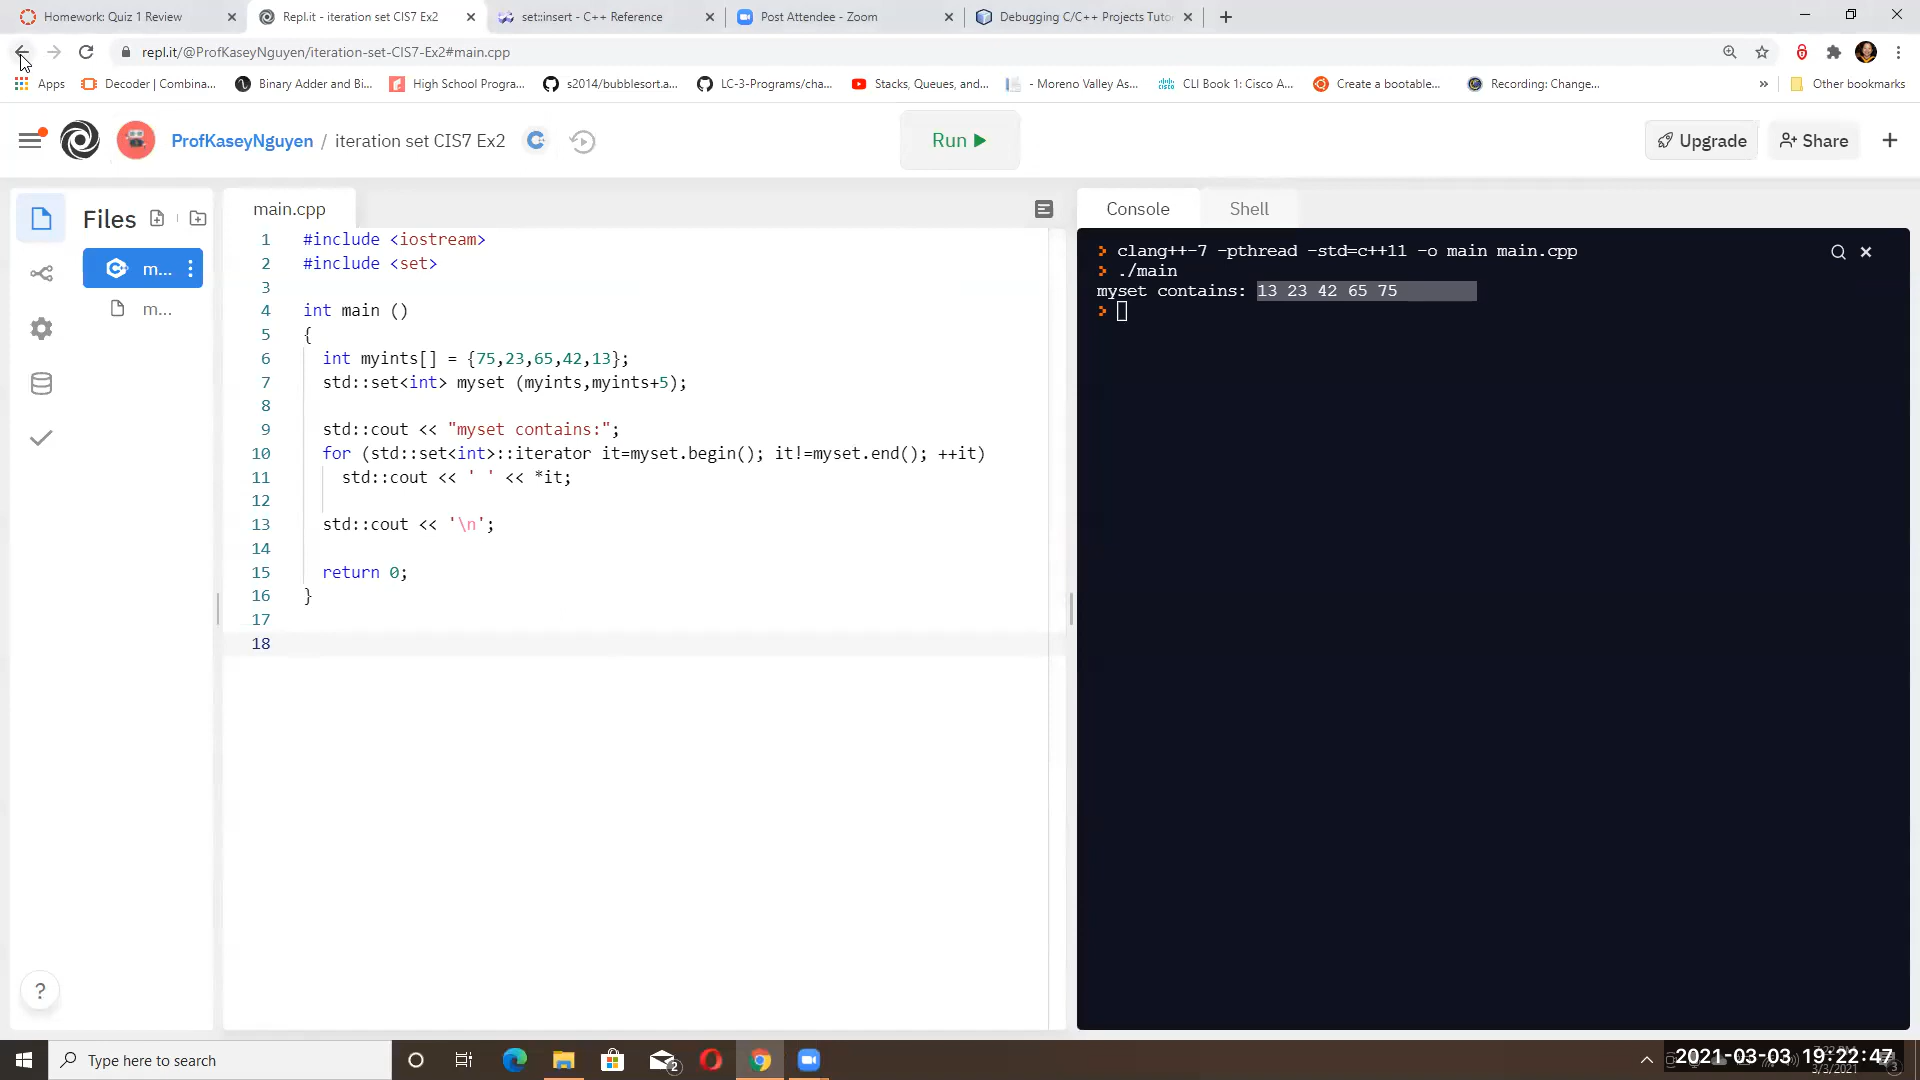 Homework: Quiz 1 Review
Repl.it - iteration set CIS7 Ex2
set::insert - C++ Reference
Post Attendee - Zoom
Debugging C/C++ Projects Tuto
repl.it/@ProfKaseyNguyen/iteration-set-CIS7-Ex2#main.cpp
Apps
Decoder | Combina...
Binary Adder and Bi...
High School Progra...
s2014/bubblesort.a...
LC-3-Programs/cha...
Stacks, Queues, and...
- Moreno Valley As...
CLI Book 1: Cisco A...
Create a bootable...
Recording: Change...
»
Other bookmarks
ProfKaseyNguyen / iteration set CIS7 Ex2
Run
Upgrade
Share
Files
m...
m...
main.cpp
1 #include <iostream>
2 #include <set>
3
4 int main ()
5 {
6 int myints[] = {75,23,65,42,13};
7 std::set<int> myset (myints,myints+5);
8
9 std::cout << "myset contains:";
10 for (std::set<int>::iterator it=myset.begin(); it!=myset.end(); ++it)
11 std::cout << ' ' << *it;
12
13 std::cout << '\n';
14
15 return 0;
16 }
17
18
Console
Shell
> clang++-7 -pthread -std=c++11 -o main main.cpp
> ./main
myset contains: 13 23 42 65 75
>
?
Type here to search
2
2021-03-03 19:22:47
3/3/2021
3